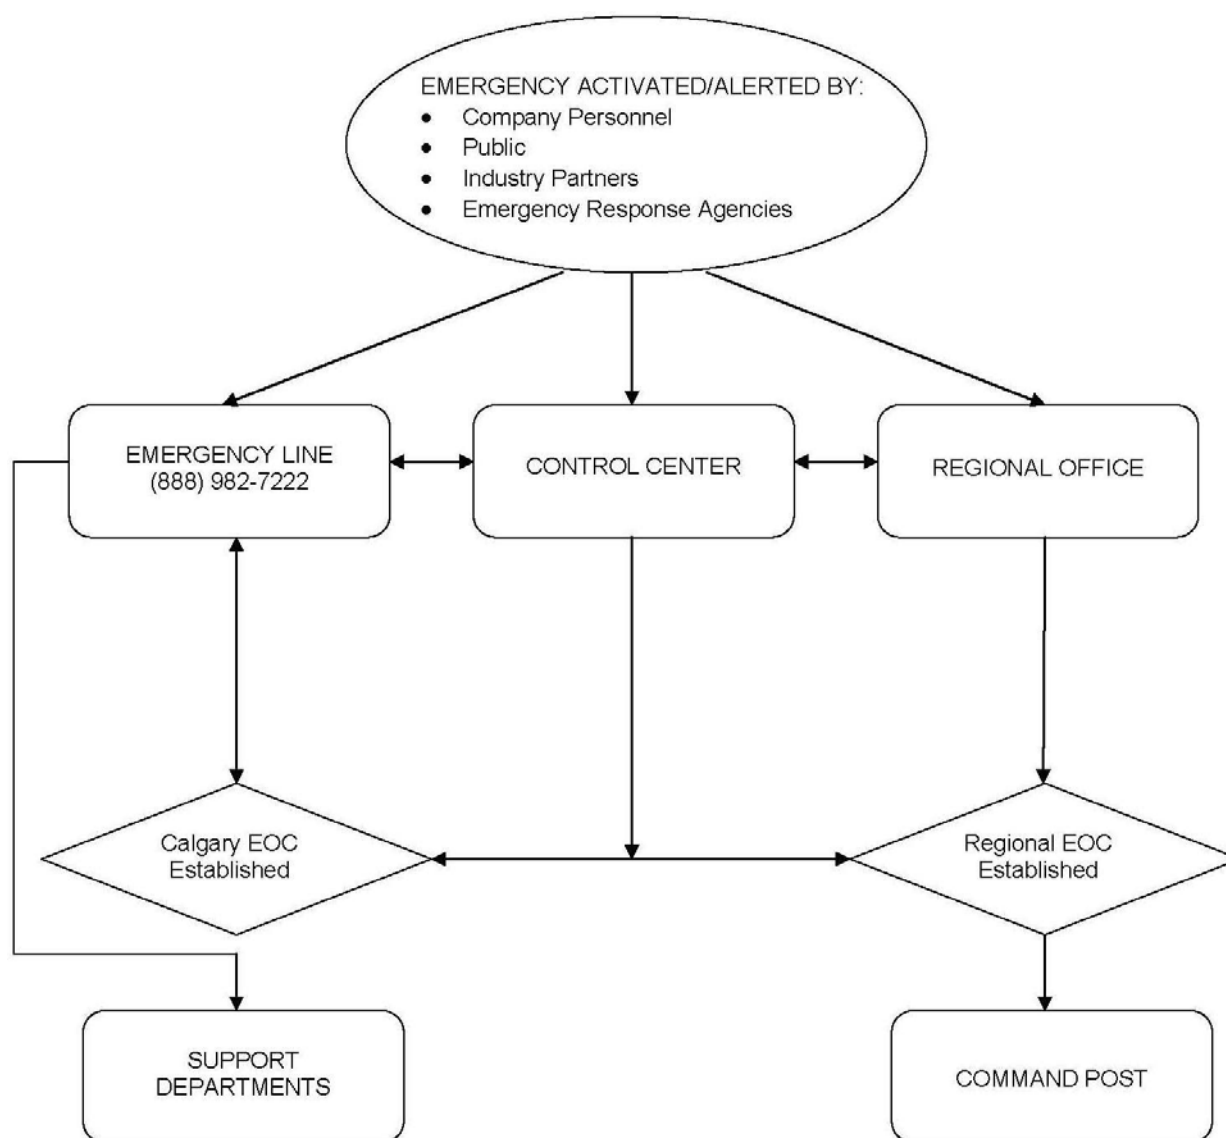 EMERGENCY ACTIVATED/ALERTED BY:
• Company Personnel
• Public
• Industry Partners
• Emergency Response Agencies
EMERGENCY LINE
(888) 982-7222
CONTROL CENTER
REGIONAL OFFICE
Calgary EOC
Established
Regional EOC
Established
SUPPORT
DEPARTMENTS
COMMAND POST